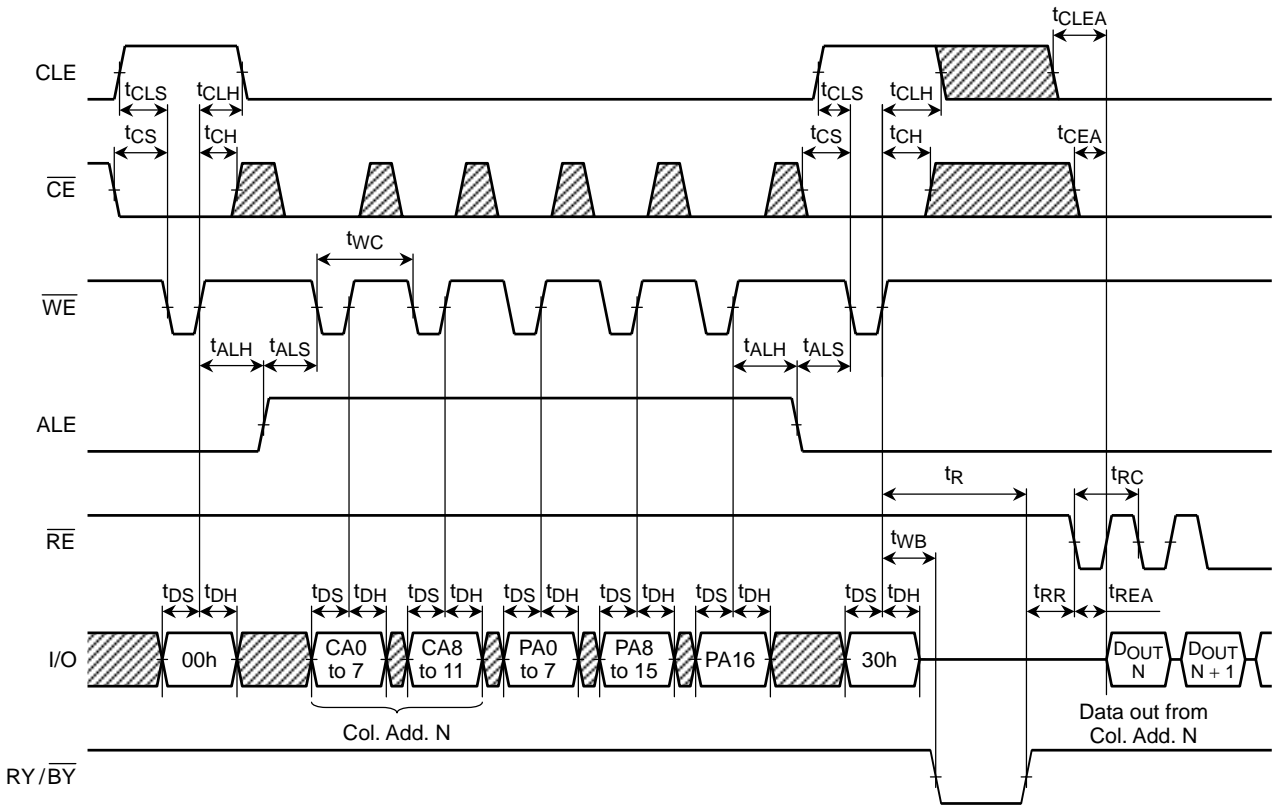 tCLEA
CLE
tCLS tCLH tCLS tCLH
tCS tCH tCS tCH tCEA
CE
tWC
WE
tALH tALS tALH tALS
ALE
tR tRC
RE
tWB
tDS tDH tDS tDH tDS tDH tDS tDH tDS tDH tDS tDH tDS tDH tRR tREA
I/O 00h CA0 to 7 CA8 to 11 PA0 to 7 PA8 to 15 PA16 30h DOUT N DOUT N + 1
Col. Add. N
Data out from
Col. Add. N
RY/BY